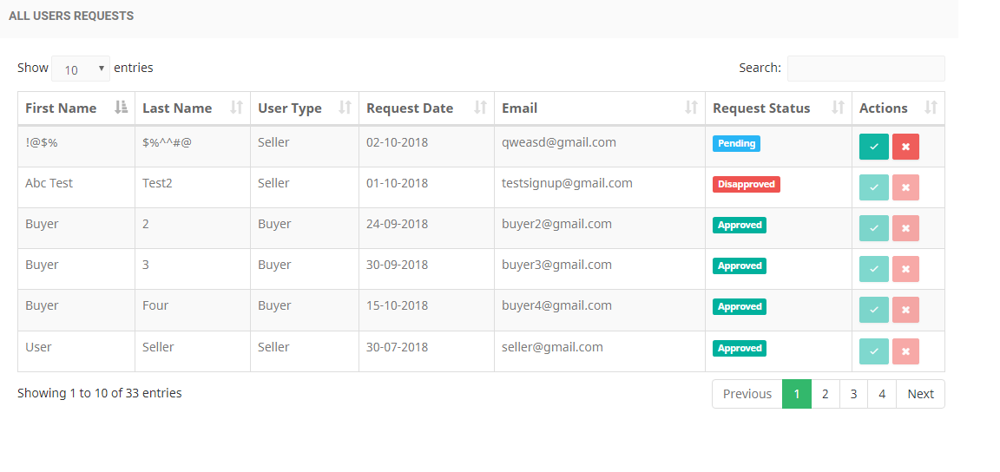 ALL USERS REQUESTS
Show 10 entries Search:
First Name Last Name User Type Request Date Email Request Status Actions
!@$% $%^^#@ Seller 02-10-2018 qweasd@gmail.com Pending
Abc Test Test2 Seller 01-10-2018 testsignup@gmail.com Disapproved
Buyer 2 Buyer 24-09-2018 buyer2@gmail.com Approved
Buyer 3 Buyer 30-09-2018 buyer3@gmail.com Approved
Buyer Four Buyer 15-10-2018 buyer4@gmail.com Approved
User Seller Seller 30-07-2018 seller@gmail.com Approved
Showing 1 to 10 of 33 entries Previous 1 2 3 4 Next